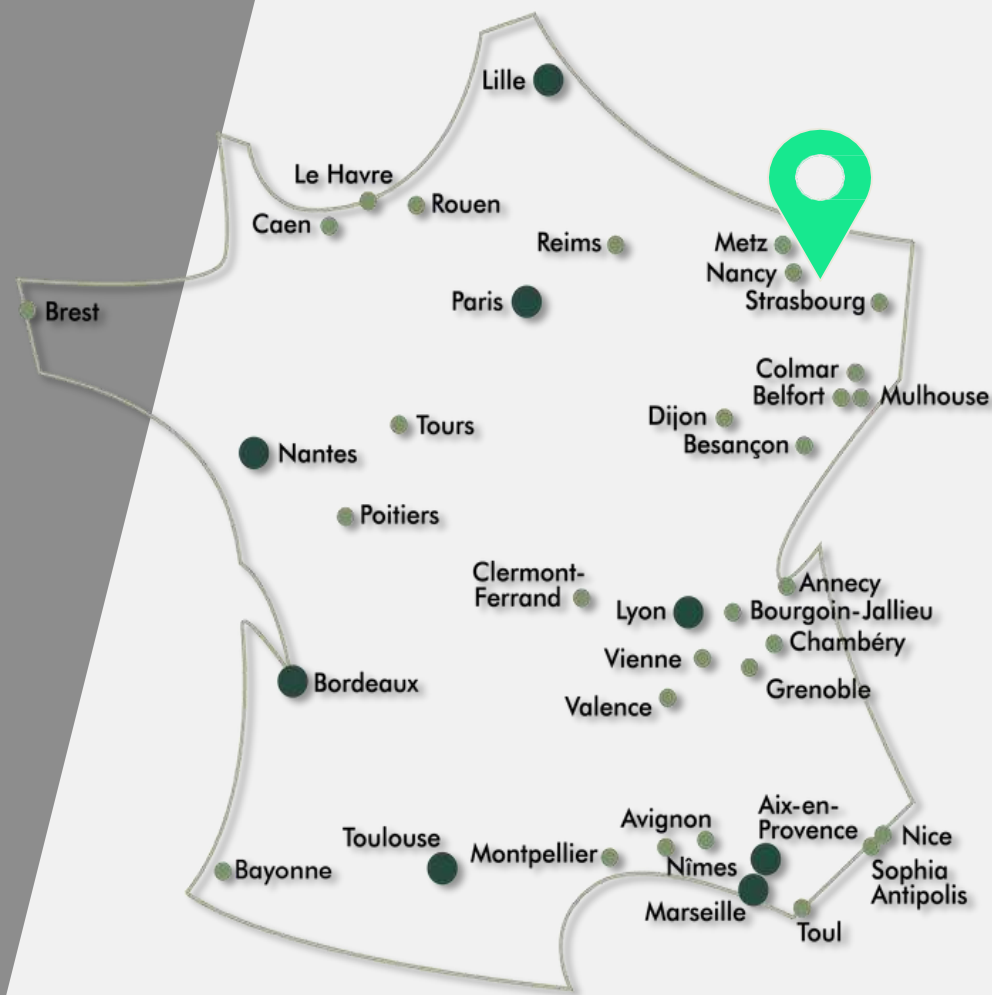 Lille
Le Havre
Rouen
Caen
Reims
Metz
Nancy
Paris
Strasbourg
Brest
Colmar
Belfort
Mulhouse
Dijon
Tours
Besançon
Nantes
Poitiers
Clermont-
Ferrand
Annecy
Lyon
Bourgoin-Jallieu
Chambéry
Vienne
Grenoble
Bordeaux
Valence
Aix-en-
Provence
Avignon
Toulouse
Nice
Montpellier
Nîmes
Bayonne
Sophia
Antipolis
Marseille
Toul